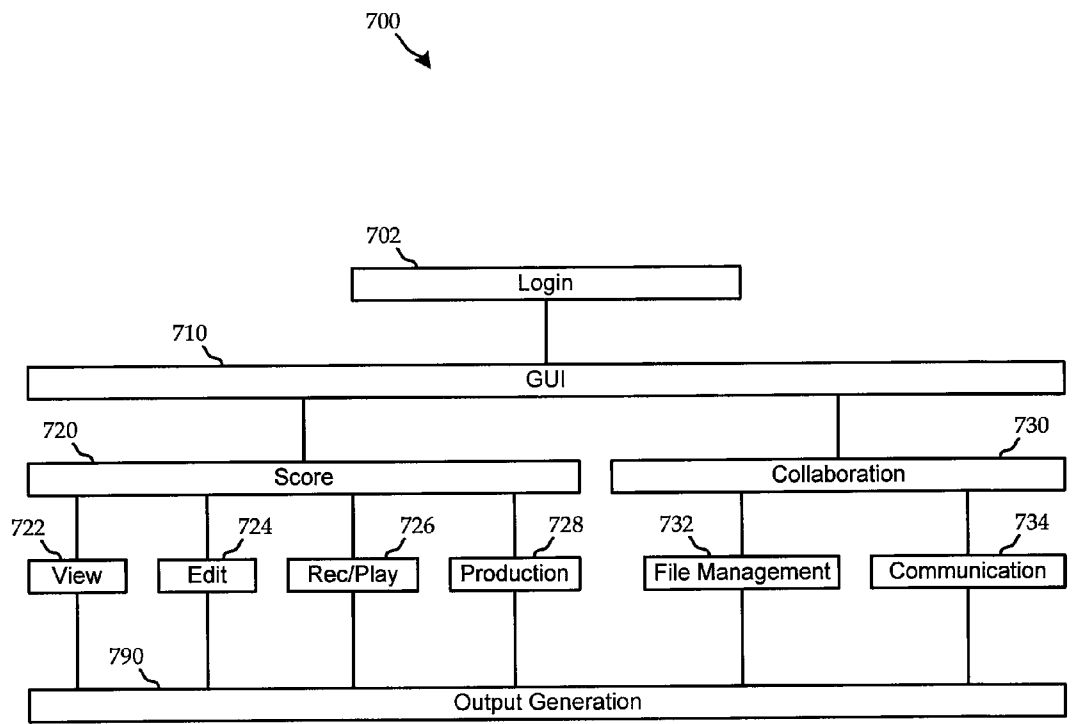 700
702
Login
710
GUI
720
730
Score
Collaboration
722
724
726
728
732
734
View
Edit
Rec/Play
Production
File Management
Communication
790
Output Generation